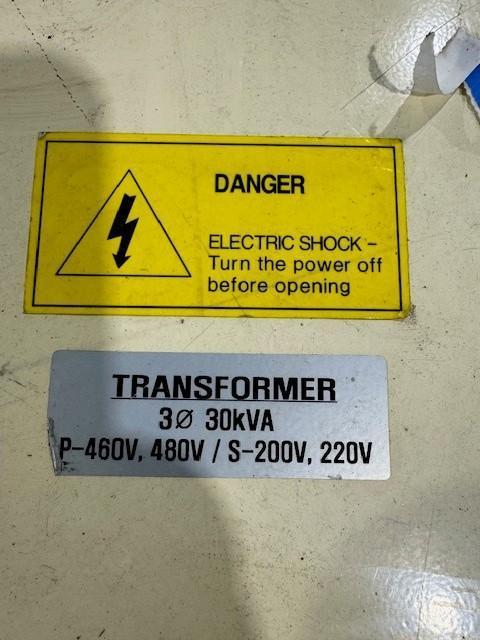 DANGER
ELECTRIC SHOCK -
Turn the power off
before opening
TRANSFORMER
3Ø 30kVA
P-460V, 480V / S-200V, 220V